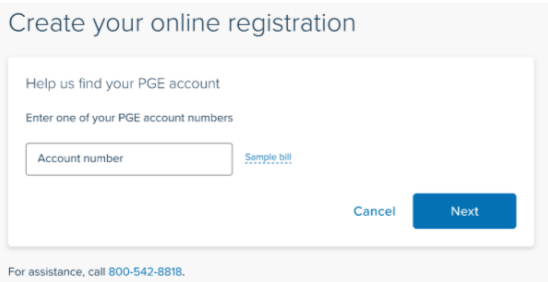 Create your online registration
Help us find your PGE account
Enter one of your PGE account numbers
Account number
Sample bill
Cancel
Next
For assistance, call 800-542-8818.